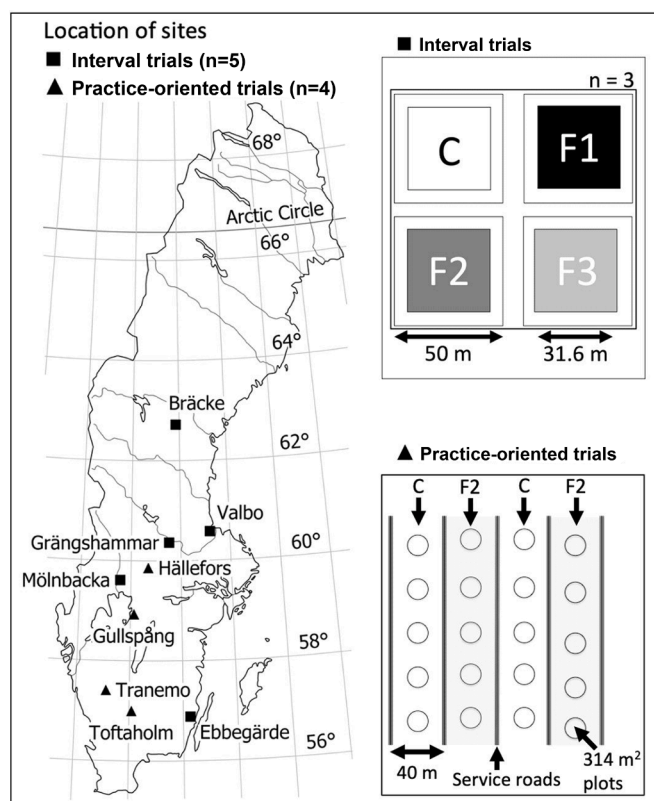 Location of sites
■ Interval trials (n=5)
▲ Practice-oriented trials (n=4)
68°
Arctic Circle
66°
64°
Bräcke
62°
Valbo
Grängshammar
60°
Hällefors
Mölnbacka
Gullspång
58°
Tranemo
Toftaholm
Ebbegärde
56°
■ Interval trials
n = 3
C
F1
F2
F3
50 m
31.6 m
▲ Practice-oriented trials
C F2 C F2
40 m
Service roads
314 m²
plots